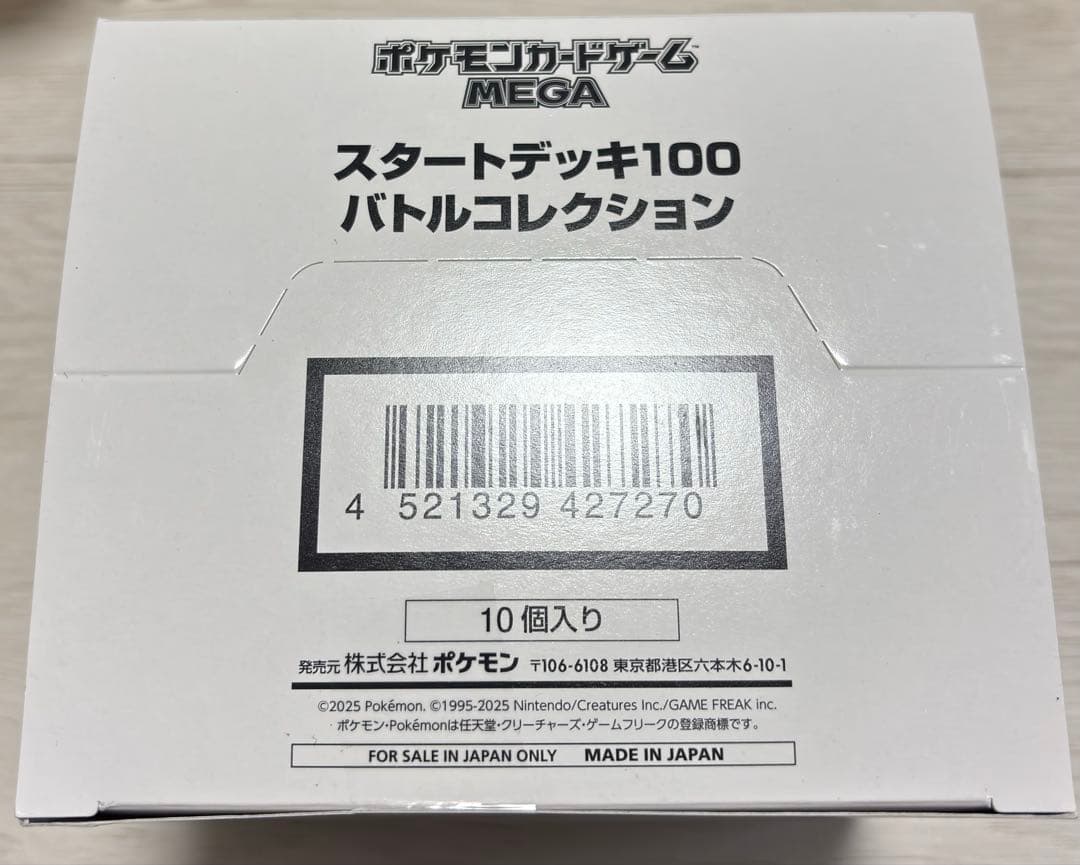 ポケモンカードゲーム™
MEGA
スタートデッキ100
バトルコレクション
4 521329 427270
10個入り
発売元 株式会社 ポケモン 〒106-6108 東京都港区六本木6-10-1
©2025 Pokémon. ©1995-2025 Nintendo/Creatures Inc./GAME FREAK inc.
ポケモン・Pokémonは任天堂・クリーチャーズ・ゲームフリークの登録商標です。
FOR SALE IN JAPAN ONLY MADE IN JAPAN